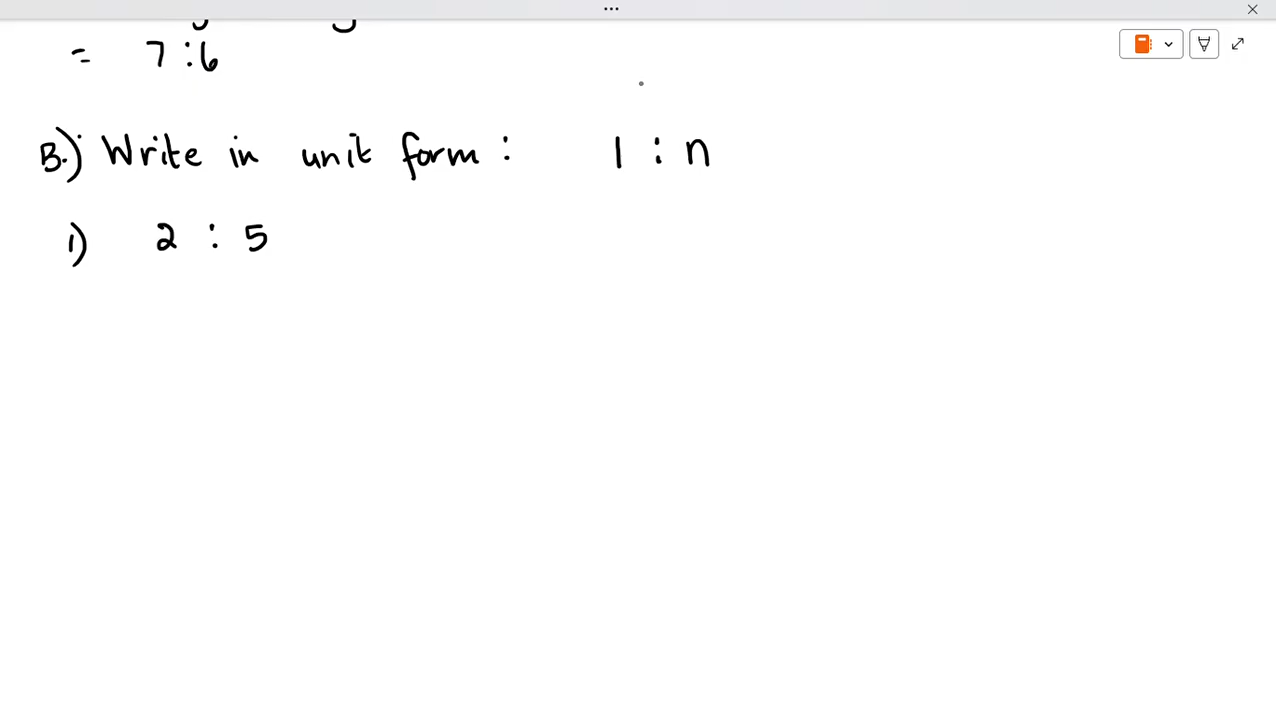 = 7 : 6
B.) Write in unit form : 1 : n
1) 2 : 5